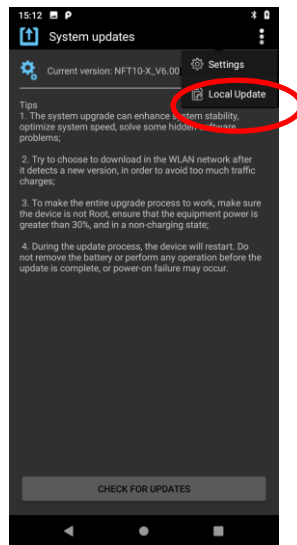 15:12
System updates
Settings
Current version: NFT10-X_V6.00
Local Update
Tips
1. The system upgrade can enhance system stability,
optimize system speed, solve some hidden software
problems;
2. Try to choose to download in the WLAN network after
it detects a new version, in order to avoid too much traffic
charges;
3. To make the entire upgrade process to work, make sure
the device is not Root, ensure that the equipment power is
greater than 30%, and in a non-charging state;
4. During the update process, the device will restart. Do
not remove the battery or perform any operation before the
update is complete, or power-on failure may occur.
CHECK FOR UPDATES